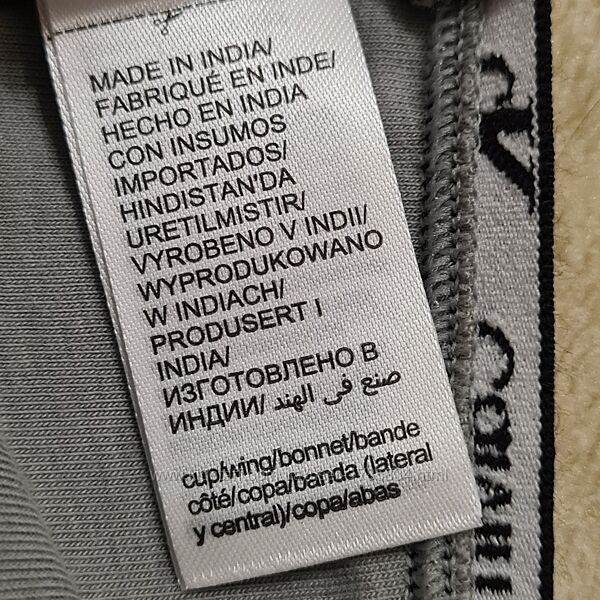 MADE IN INDIA/
FABRIQUÉ EN INDE/
HECHO EN INDIA
CON INSUMOS
IMPORTADOS/
HINDISTAN'DA
URETILMISTIR/
VYROBENO V INDII/
WYPRODUKOWANO
W INDIACH/
PRODUSERT I
INDIA/
ИЗГОТОВЛЕНО В
ИНДИИ/ صنع في الهند
cup/wing/bonnet/bande
côté/copa/banda (lateral
y central)/copa/abas